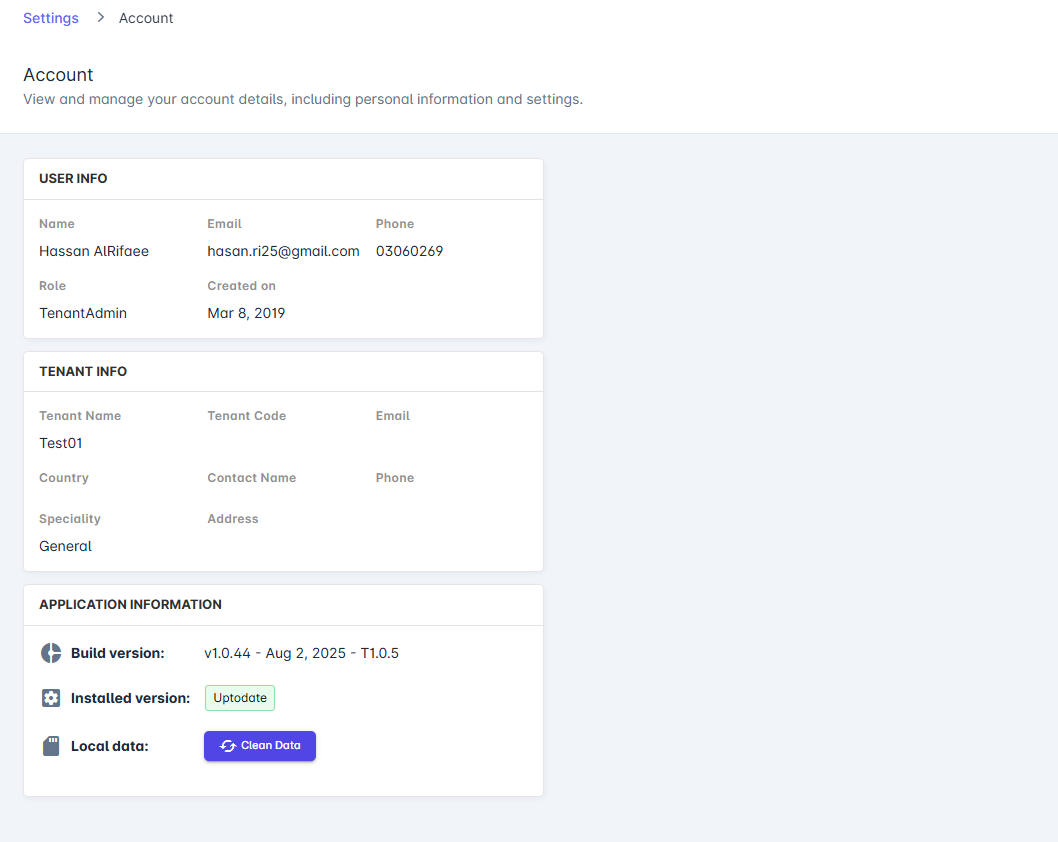 Settings > Account
Account
View and manage your account details, including personal information and settings.
USER INFO
Name Email Phone
Hassan AlRifaee hasan.ri25@gmail.com 03060269
Role Created on
TenantAdmin Mar 8, 2019
TENANT INFO
Tenant Name Tenant Code Email
Test01
Country Contact Name Phone
Speciality Address
General
APPLICATION INFORMATION
Build version: v1.0.44 - Aug 2, 2025 - T1.0.5
Installed version: Uptodate
Local data: Clean Data